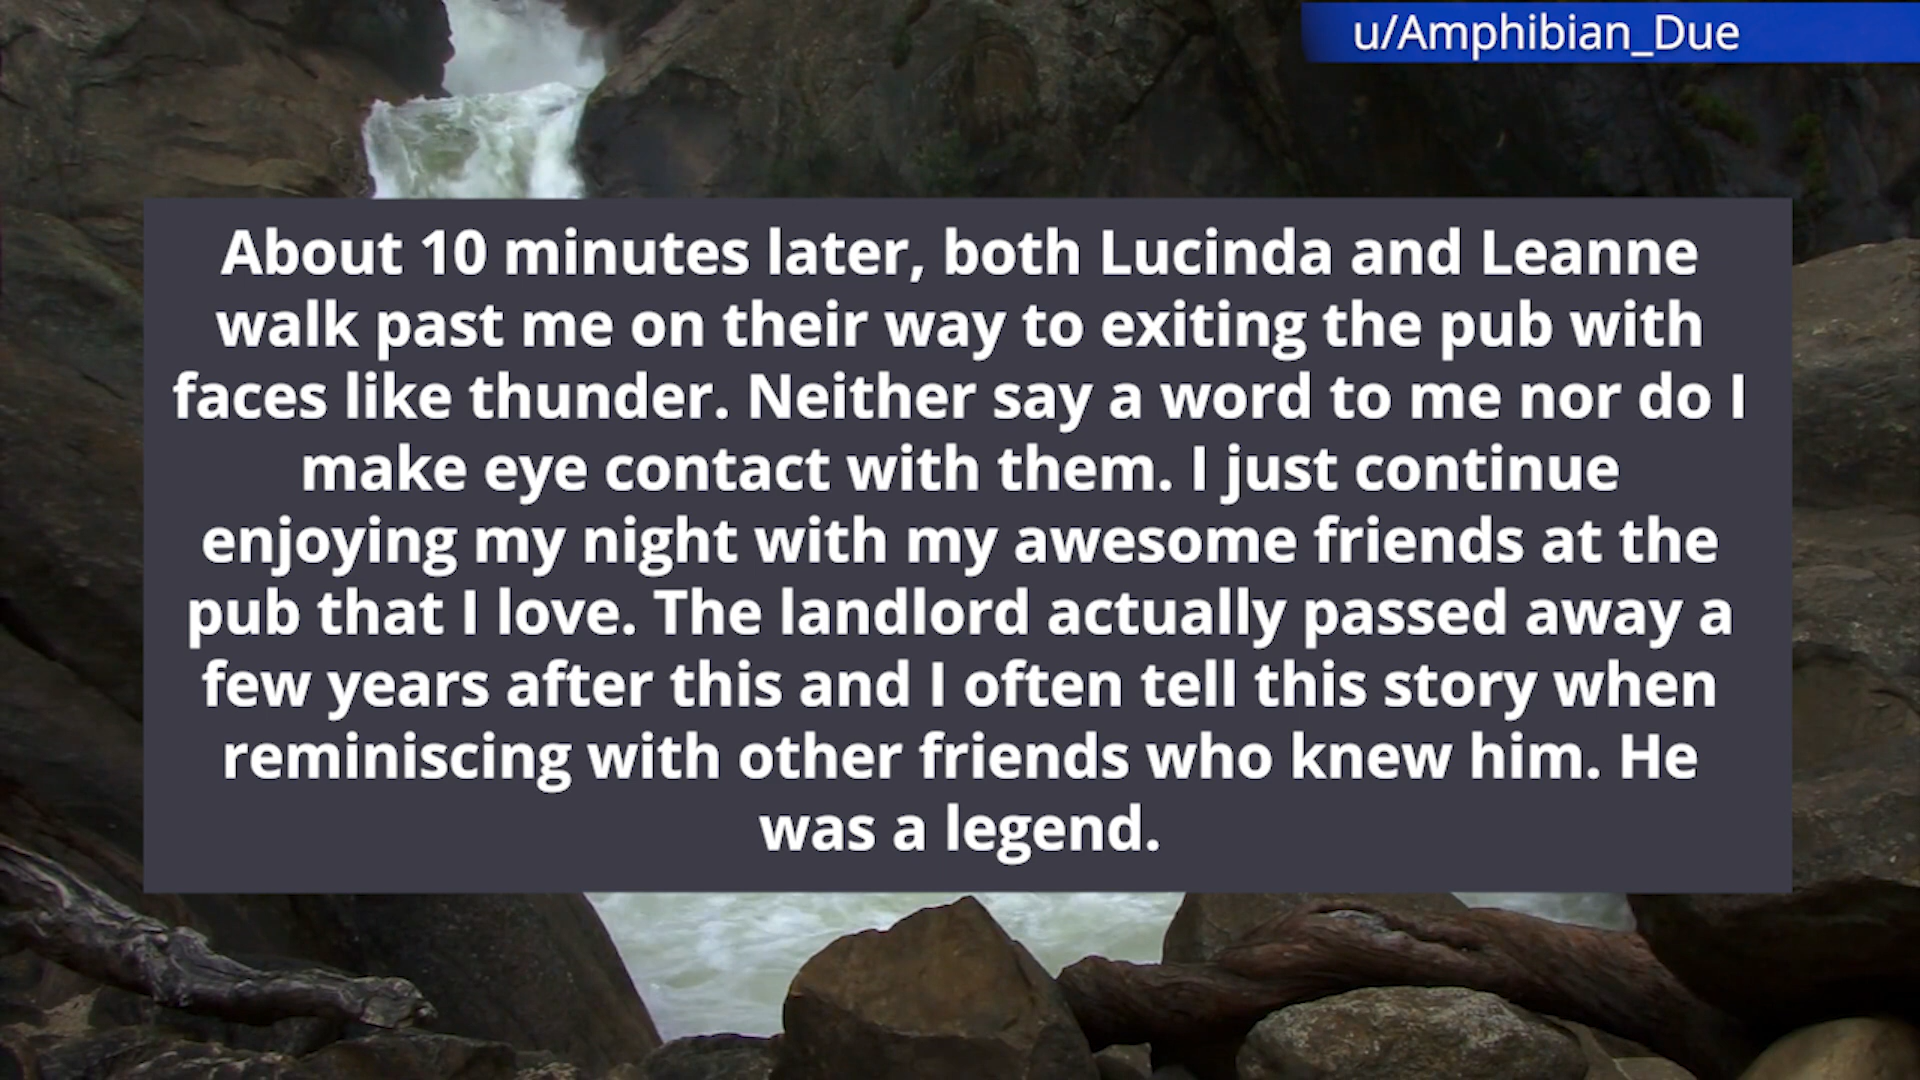 u/Amphibian_Due
About 10 minutes later, both Lucinda and Leanne
walk past me on their way to exiting the pub with
faces like thunder. Neither say a word to me nor do I
make eye contact with them. I just continue
enjoying my night with my awesome friends at the
pub that I love. The landlord actually passed away a
few years after this and I often tell this story when
reminiscing with other friends who knew him. He
was a legend.